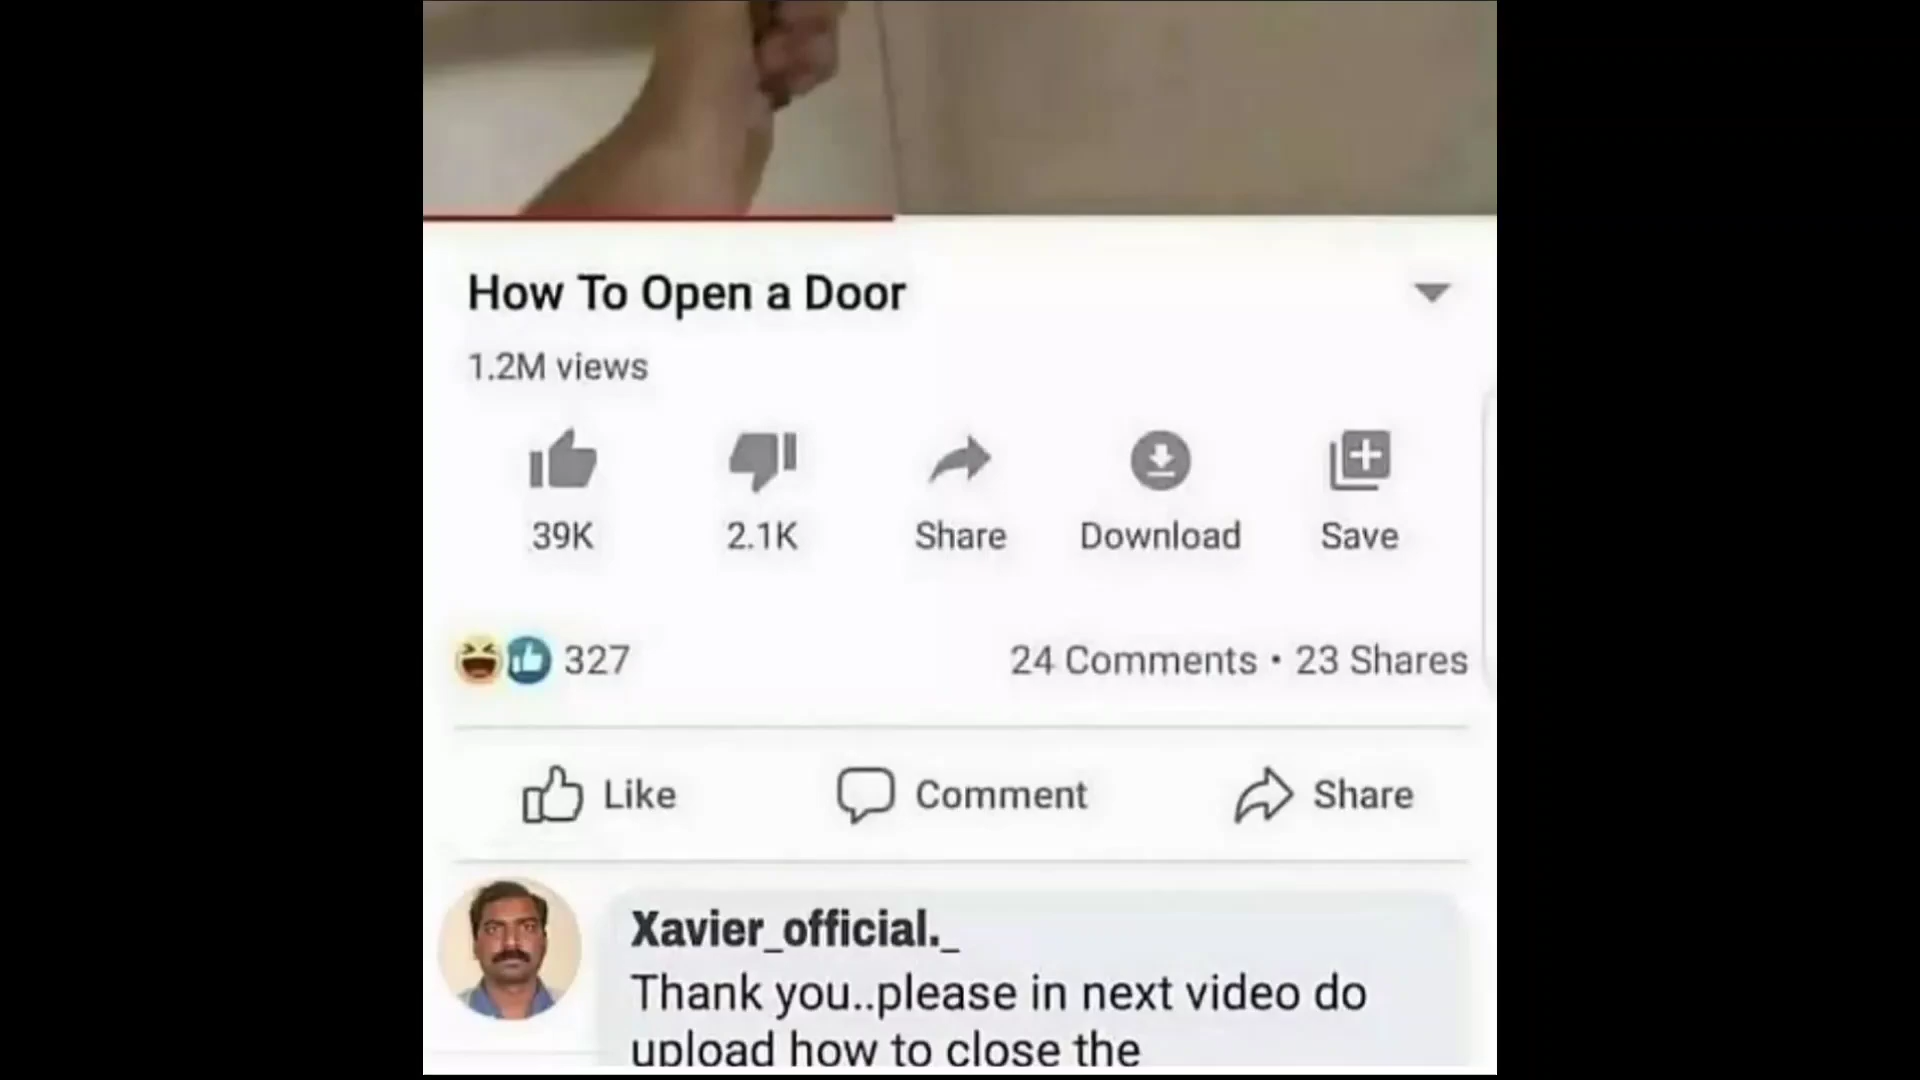 How To Open a Door
1.2M views
39K 2.1K Share Download Save
327 24 Comments • 23 Shares
Like Comment Share
Xavier_official._
Thank you..please in next video do
upload how to close the